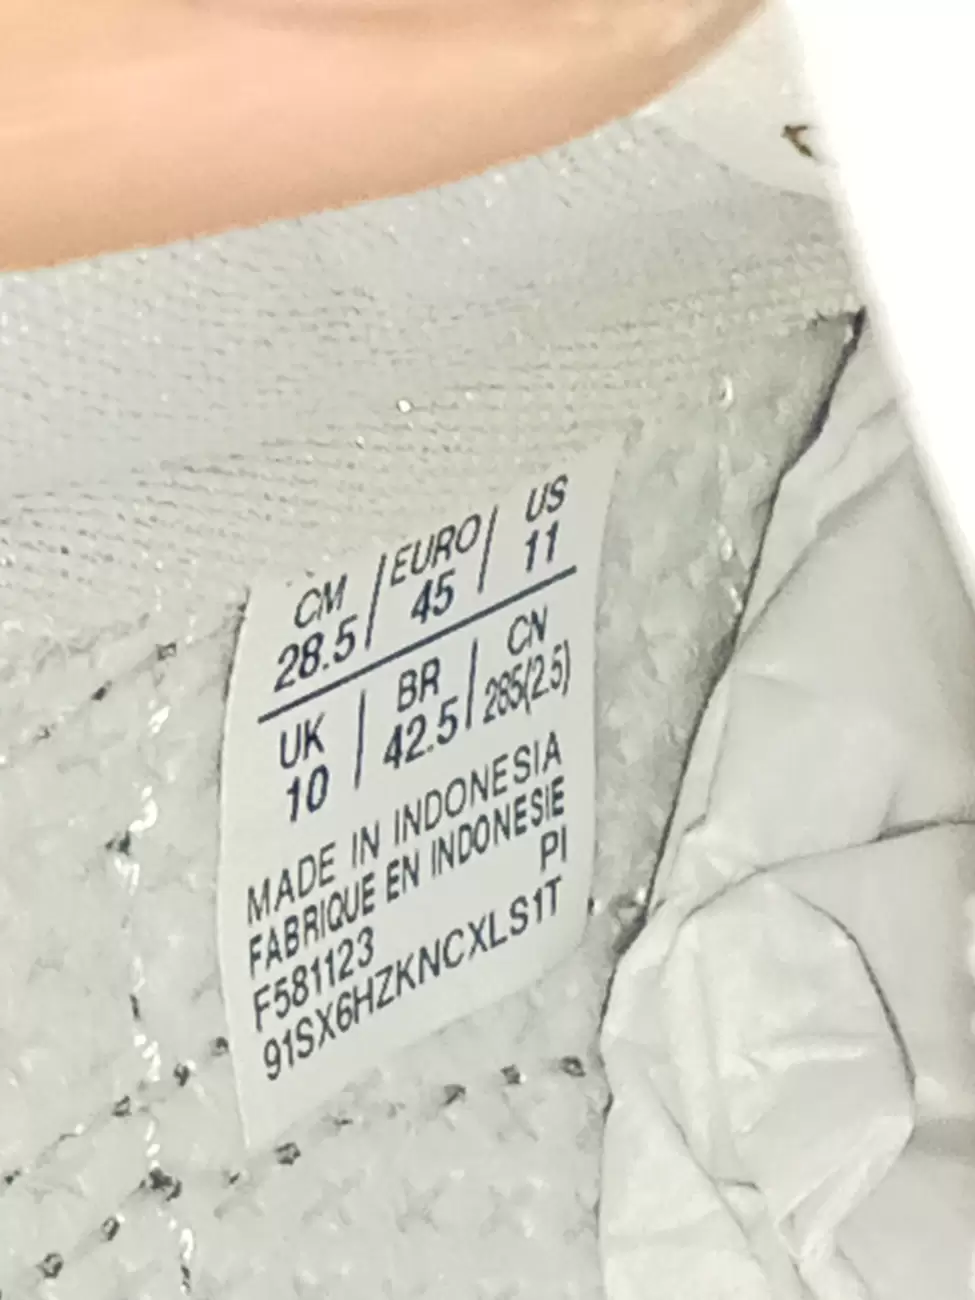 CM / EURO / US
28.5 / 45 / 11
UK | BR | CN
10 | 42.5 | 285(2.5)
MADE IN INDONESIA
FABRIQUE EN INDONESIE
PI
F581123
91SX6HZKNCXLS1T